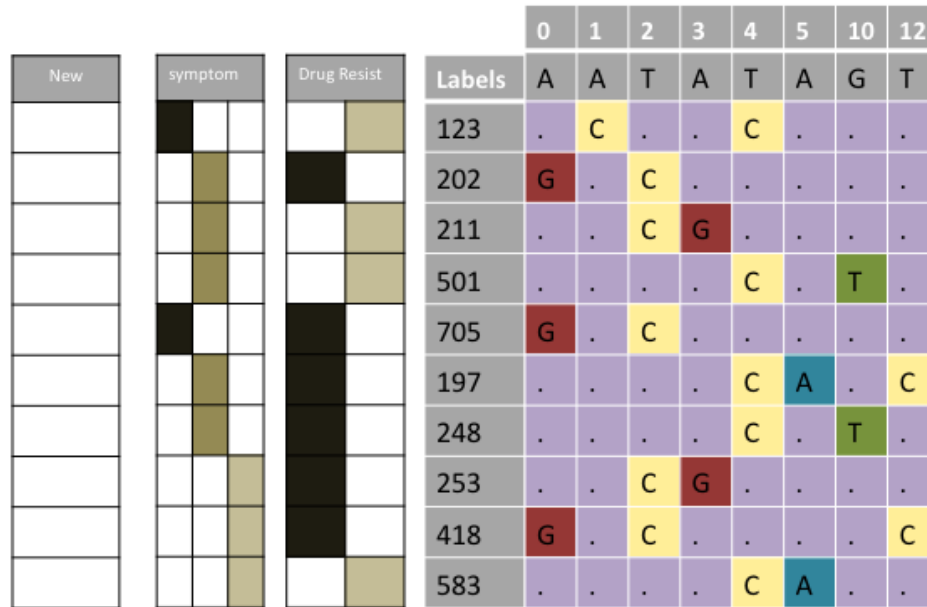 0 1 2 3 4 5 10 12
New symptom Drug Resist Labels A A T A T A G T
123 . C . . C . . .
202 G . C . . . . .
211 . . C G . . . .
501 . . . . C . T .
705 G . C . . . . .
197 . . . . C A . C
248 . . . . C . T .
253 . . C G . . . .
418 G . C . . . . C
583 . . . . C A . .